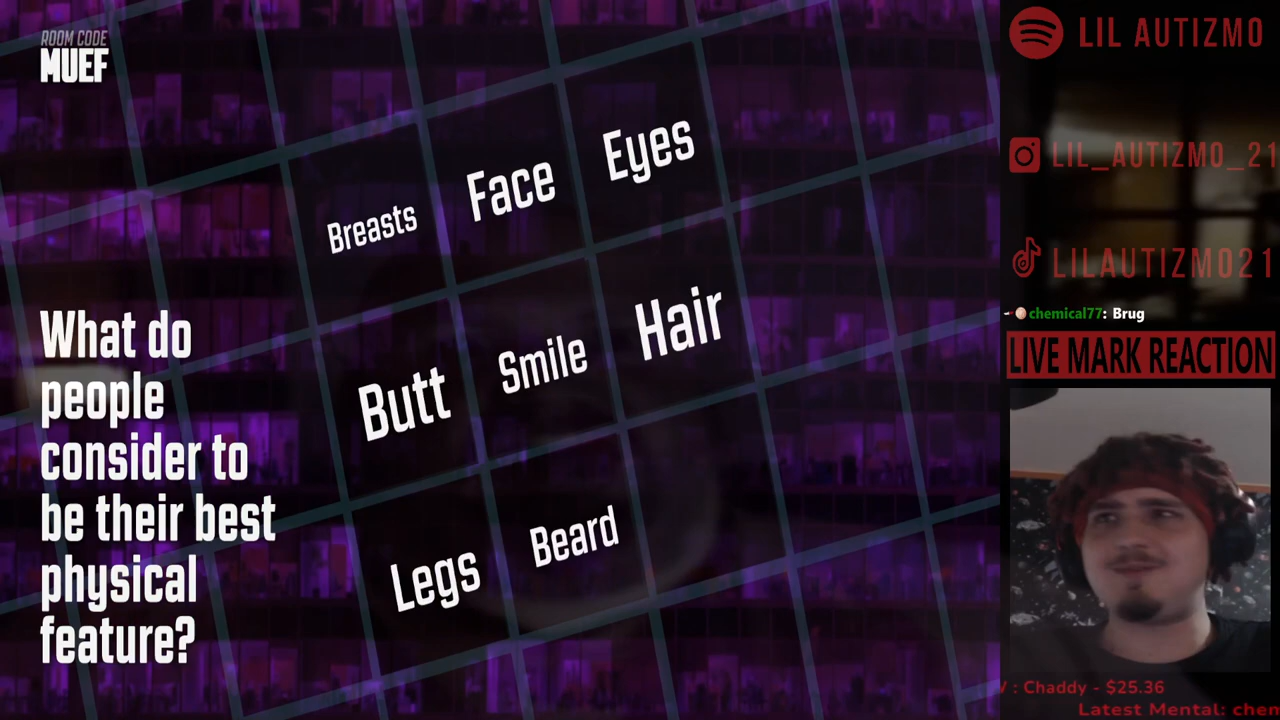 ROOM CODE
MUEF
What do
people
consider to
be their best
physical
feature?
Breasts
Face
Eyes
Butt
Smile
Hair
Legs
Beard
LIL AUTIZMO
LIL_AUTIZMO_21
LILAUTIZMO21
chemical77: Brug
LIVE MARK REACTION
: Chaddy - $25.36
Latest Mental: chem